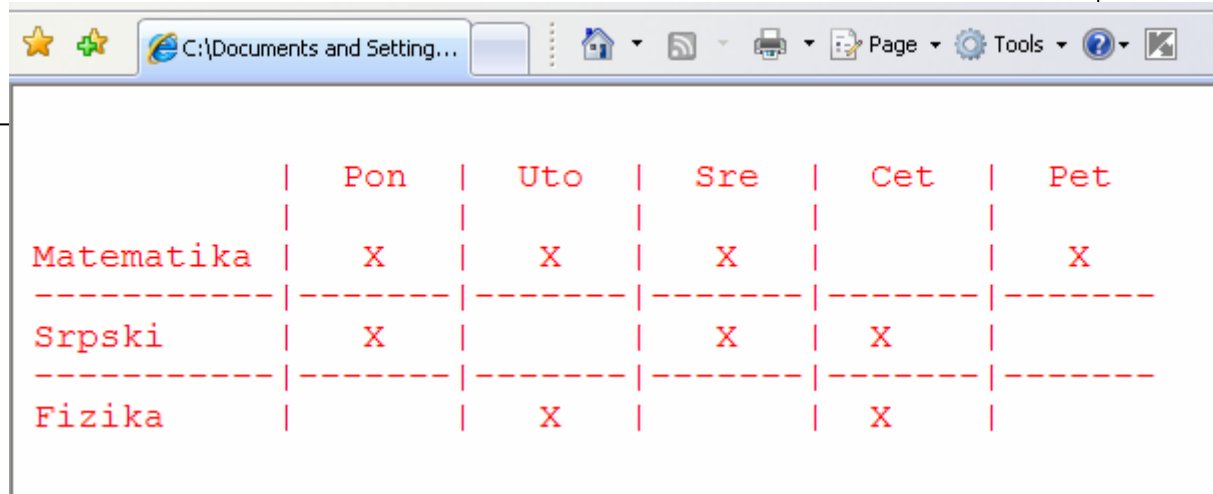 C:\Documents and Setting... Page Tools
| Pon | Uto | Sre | Cet | Pet
| | | | |
Matematika | X | X | X | | X
-----------|-------|-------|-------|-------|-------
Srpski | X | | X | X |
-----------|-------|-------|-------|-------|-------
Fizika | | X | | X |